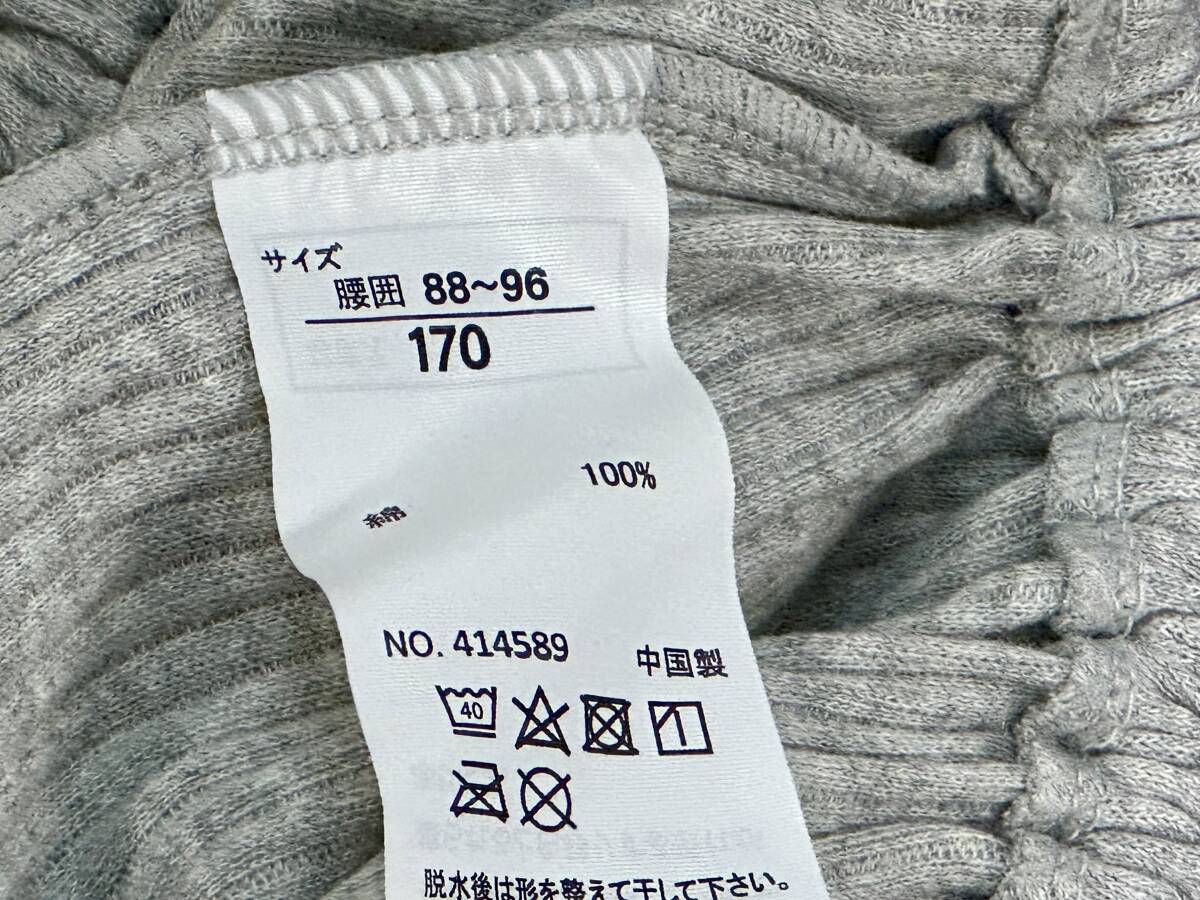 サイズ
腰囲 88~96
170
100%
綿
NO. 414589 中国製
40
脱水後は形を整えて干して下さい。